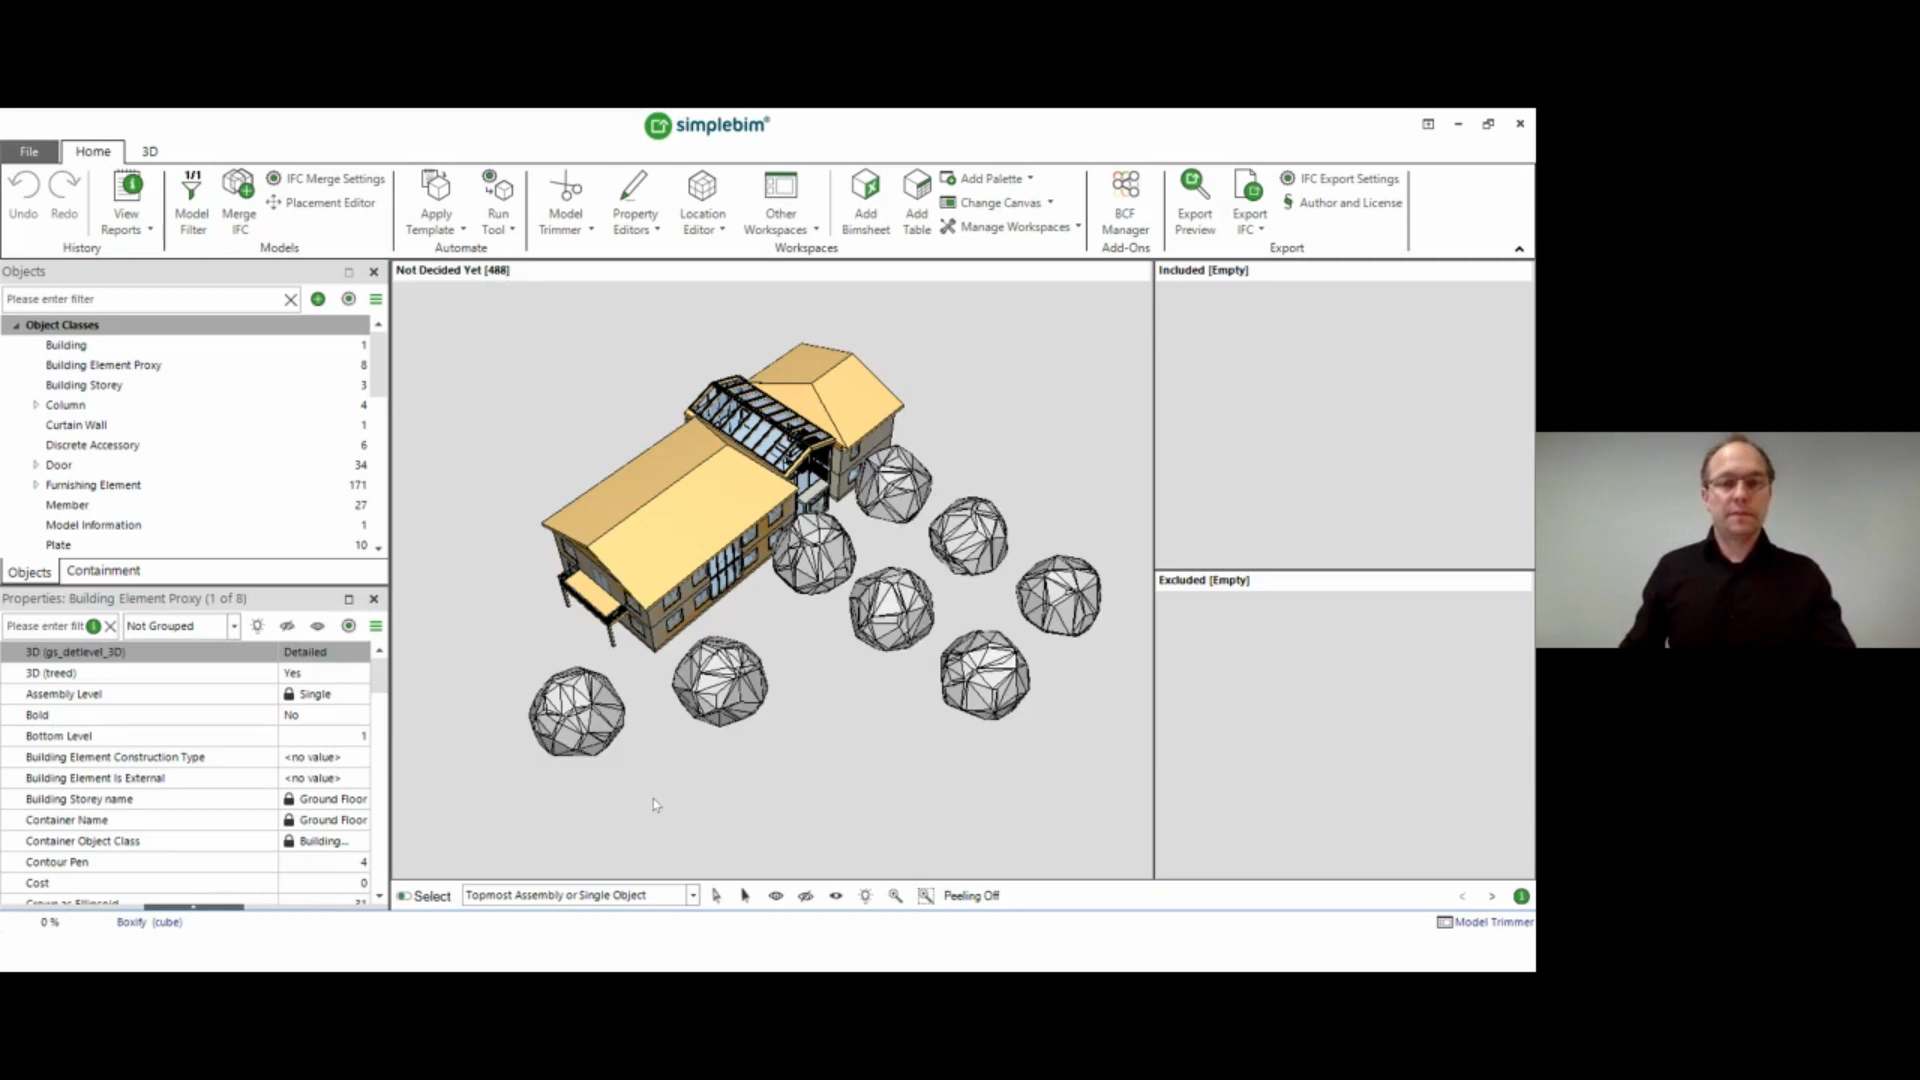 simplebim®
File
Home
3D
Undo
Redo
View Reports
History
1/1
Model Filter
Merge IFC
IFC Merge Settings
Placement Editor
Models
Apply Template
Run Tool
Automate
Model Trimmer
Property Editors
Location Editor
Other Workspaces
Add Bimsheet
Add Table
Add Palette
Change Canvas
Manage Workspaces
Workspaces
BCF Manager
Add-Ons
Export Preview
Export IFC
IFC Export Settings
Author and License
Export
Objects
Please enter filter
Object Classes
Building 1
Building Element Proxy 8
Building Storey 3
Column 4
Curtain Wall 1
Discrete Accessory 6
Door 34
Furnishing Element 171
Member 27
Model Information 1
Plate 10
Objects
Containment
Properties: Building Element Proxy (1 of 8)
Please enter filt
Not Grouped
3D (gs_detlevel_3D) Detailed
3D (treed) Yes
Assembly Level Single
Bold No
Bottom Level 1
Building Element Construction Type <no value>
Building Element Is External <no value>
Building Storey name Ground Floor
Container Name Ground Floor
Container Object Class Building...
Contour Pen 4
Cost 0
Crown as Ellipsoid 21
Not Decided Yet [488]
Included [Empty]
Excluded [Empty]
Select
Topmost Assembly or Single Object
Peeling Off
0 %
Boxify (cube)
Model Trimmer